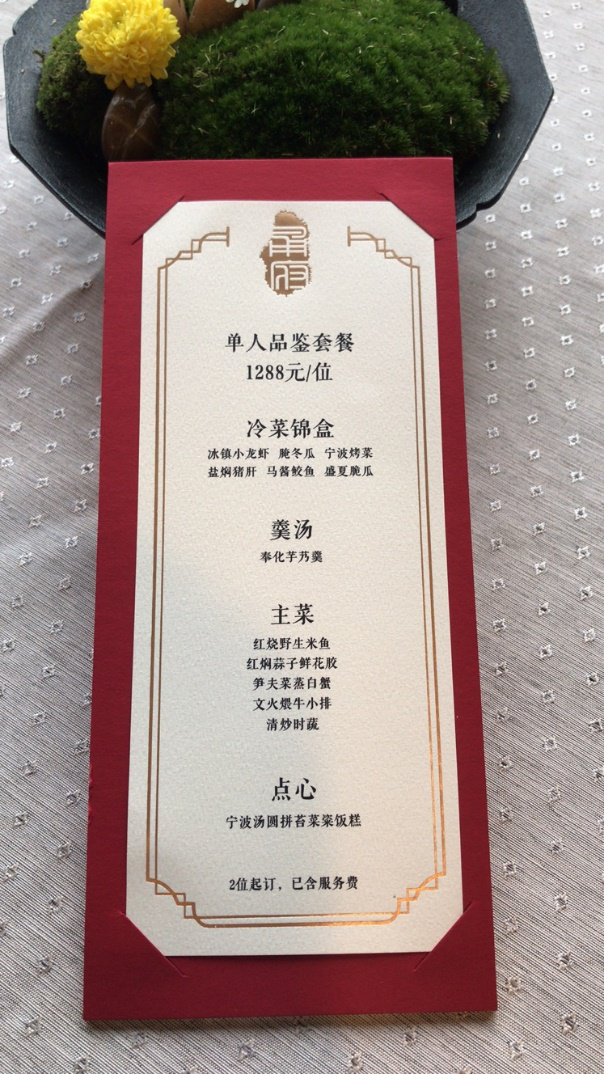 甬府
单人品鉴套餐
1288元/位
冷菜锦盒
冰镇小龙虾 腌冬瓜 宁波烤菜
盐焗猪肝 马酱鲛鱼 盛夏脆瓜
羹汤
奉化芋艿羹
主菜
红烧野生米鱼
红焖蒜子鲜花胶
笋夫菜蒸白蟹
文火煨牛小排
清炒时蔬
点心
宁波汤圆拼苔菜粢饭糕
2位起订，已含服务费